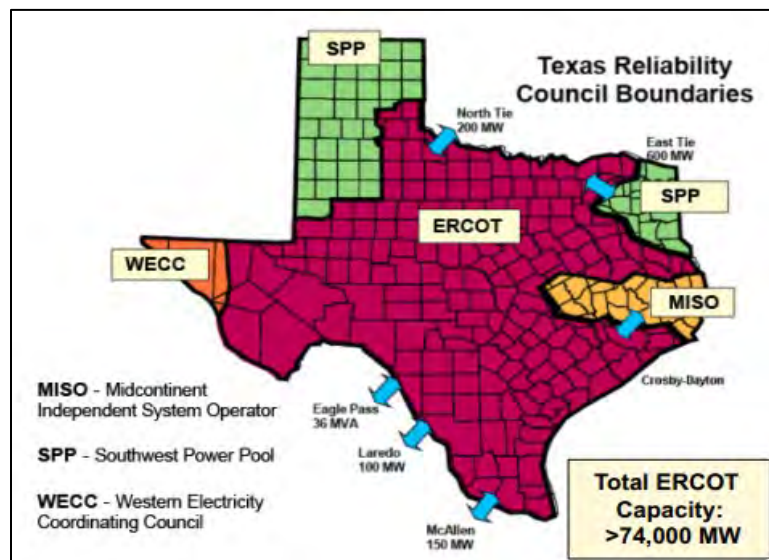 SPP
Texas Reliability
Council Boundaries
North Tie
200 MW
East Tie
600 MW
SPP
ERCOT
WECC
MISO
Crosby-Dayton
MISO - Midcontinent
Independent System Operator
SPP - Southwest Power Pool
WECC - Western Electricity
Coordinating Council
Eagle Pass
36 MVA
Laredo
100 MW
McAllen
150 MW
Total ERCOT
Capacity:
>74,000 MW